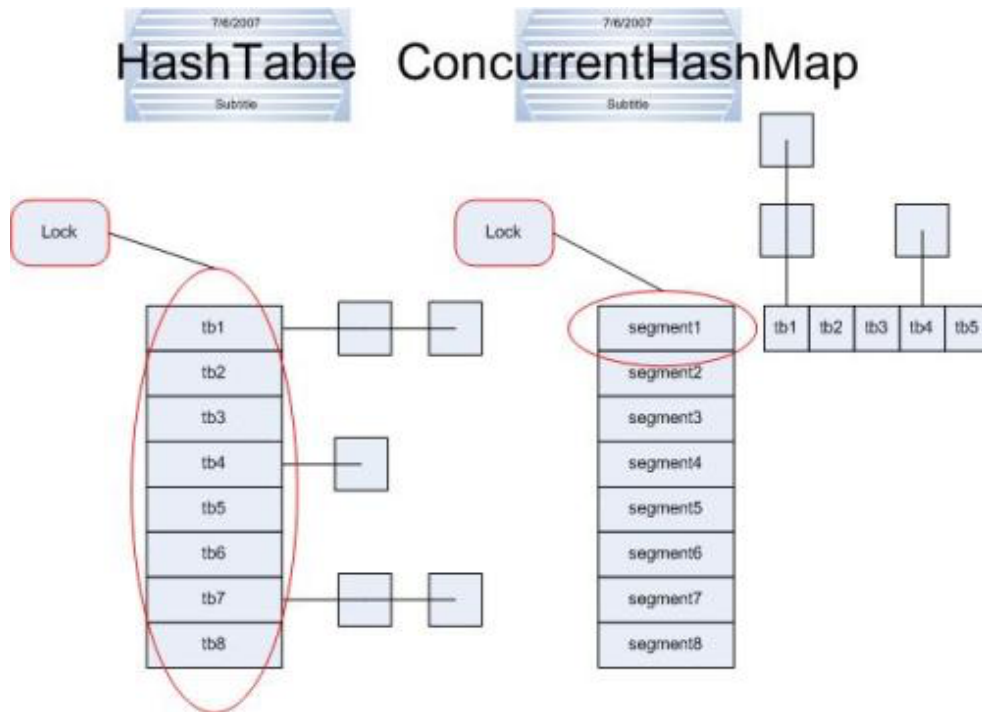 7/6/2007
HashTable
Subtitle
7/6/2007
ConcurrentHashMap
Subtitle
Lock
tb1
tb2
tb3
tb4
tb5
tb6
tb7
tb8
Lock
segment1
segment2
segment3
segment4
segment5
segment6
segment7
segment8
tb1 tb2 tb3 tb4 tb5